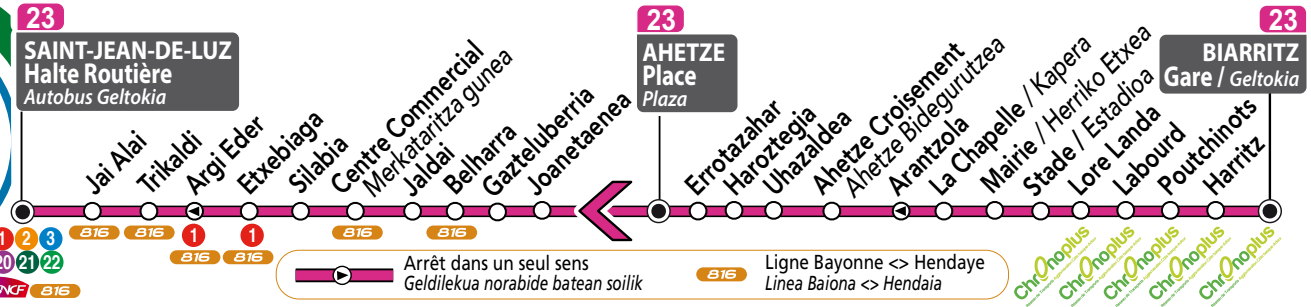 23
SAINT-JEAN-DE-LUZ
Halte Routière
Autobus Geltokia
23
AHETZE
Place
Plaza
23
BIARRITZ
Gare / Geltokia
Jai Alai
Trikaldi
Argi Eder
Etxebiaga
Silabia
Centre Commercial
Merkataritza gunea
Jaldai
Belharra
Gazteluberria
Joanetaenea
Errotazahar
Haroztegia
Uhazaldea
Ahetze Croisement
Ahetze Bidegurutzea
Arantzola
La Chapelle / Kapera
Mairie / Herriko Etxea
Stade / Estadioa
Lore Landa
Labourd
Poutchinots
Harritz
1 2 3
20 21 22
NCF 816
816
816
1
816
1
816
816
816
Chronoplus
Chronoplus
Chronoplus
Chronoplus
Chronoplus
Arrêt dans un seul sens
Geldilekua norabide batean soilik
816
Ligne Bayonne <> Hendaye
Linea Baiona <> Hendaia